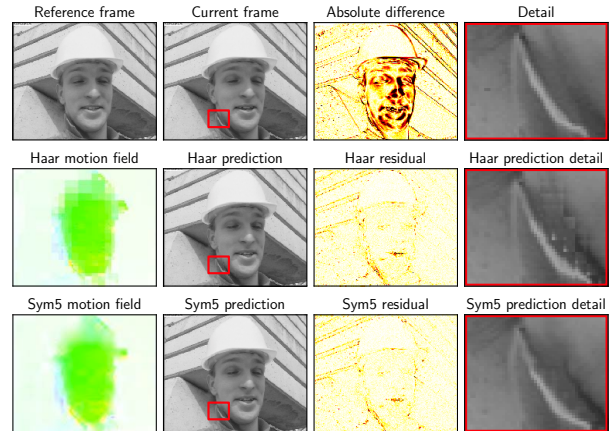 Reference frame
Current frame
Absolute difference
Detail
Haar motion field
Haar prediction
Haar residual
Haar prediction detail
Sym5 motion field
Sym5 prediction
Sym5 residual
Sym5 prediction detail